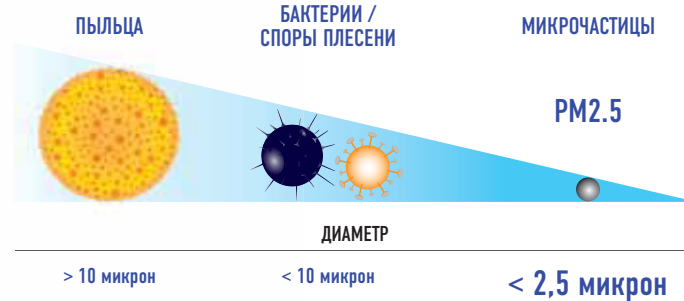 ПЫЛЬЦА
БАКТЕРИИ /
СПОРЫ ПЛЕСЕНИ
МИКРОЧАСТИЦЫ
PM2.5
ДИАМЕТР
> 10 микрон
< 10 микрон
< 2,5 микрон